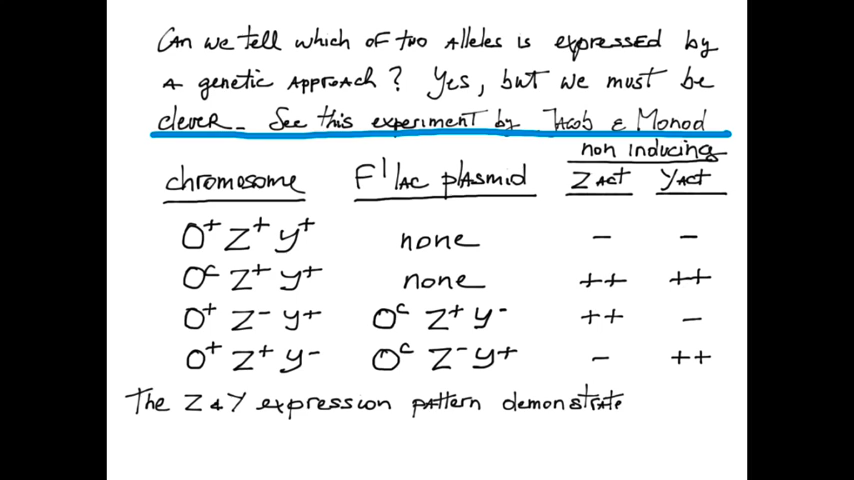 Can we tell which of two alleles is expressed by
a genetic approach? Yes, but we must be
clever. See this experiment by Jacob & Monod
non inducing
chromosome F'lac plasmid Z act Y act
O⁺ Z⁺ Y⁺ none - -
Oᶜ Z⁺ Y⁺ none ++ ++
O⁺ Z⁻ Y⁺ Oᶜ Z⁺ Y⁻ ++ -
O⁺ Z⁺ Y⁻ Oᶜ Z⁻ Y⁺ - ++
The Z & Y expression pattern demonstrate